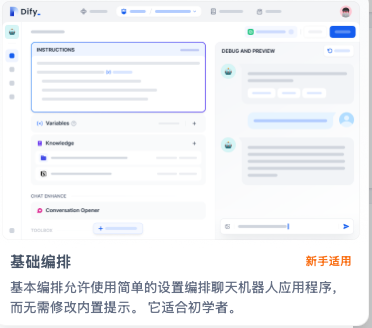 Dify_
INSTRUCTIONS
DEBUG AND PREVIEW
Variables
Knowledge
CHAT ENHANCE
Conversation Opener
TOOLBOX
基础编排
新手适用
基本编排允许使用简单的设置编排聊天机器人应用程序，
而无需修改内置提示。 它适合初学者。